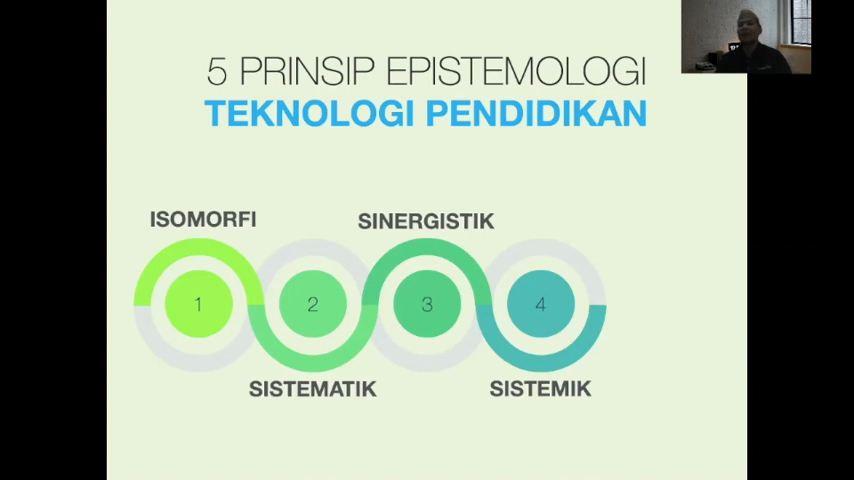 5 PRINSIP EPISTEMOLOGI
TEKNOLOGI PENDIDIKAN
ISOMORFI
SINERGISTIK
1
2
3
4
SISTEMATIK
SISTEMIK